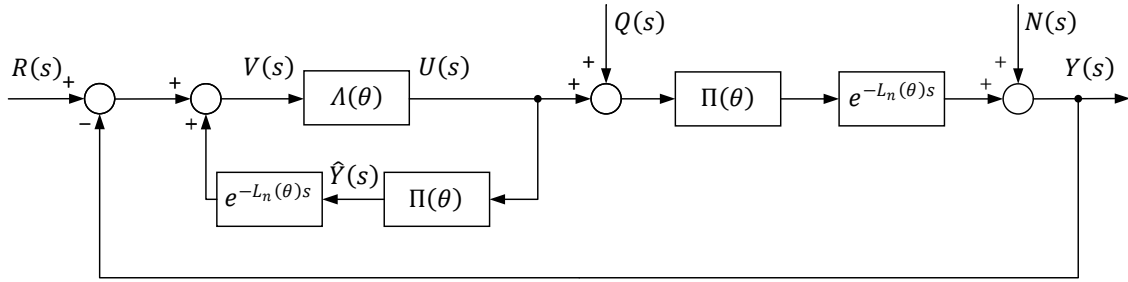 Q(s)
N(s)
R(s)
+
+
V(s)
Λ(θ)
U(s)
+
+
Π(θ)
e^{-L_n(θ)s}
+
+
Y(s)
−
+
e^{-L_n(θ)s}
Ŷ(s)
Π(θ)